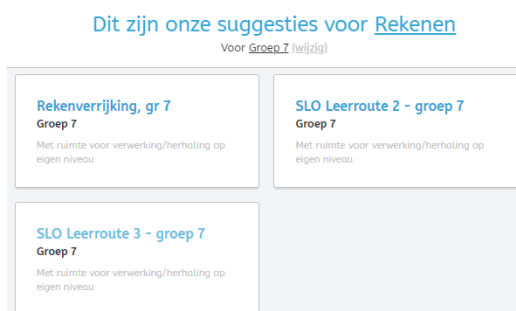 Dit zijn onze suggesties voor Rekenen
Voor Groep 7 (wijzig)
Rekenverrijking, gr 7
Groep 7
Met ruimte voor verwerking/herhaling op
eigen niveau
SLO Leerroute 2 - groep 7
Groep 7
Met ruimte voor verwerking/herhaling op
eigen niveau
SLO Leerroute 3 - groep 7
Groep 7
Met ruimte voor verwerking/herhaling op
eigen niveau